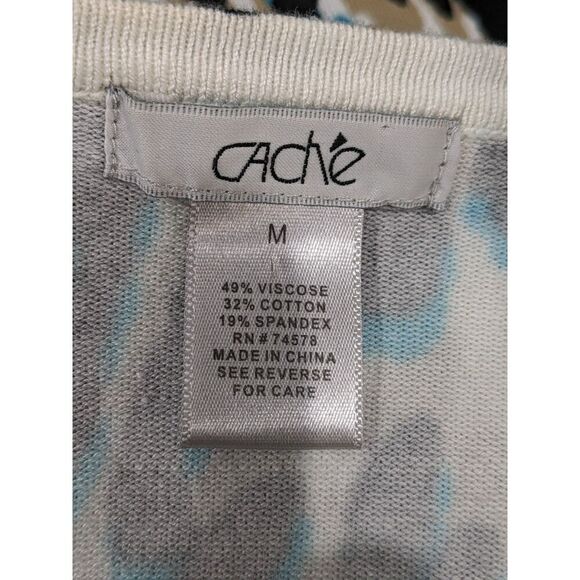 CAché
M
49% VISCOSE
32% COTTON
19% SPANDEX
RN # 74578
MADE IN CHINA
SEE REVERSE
FOR CARE